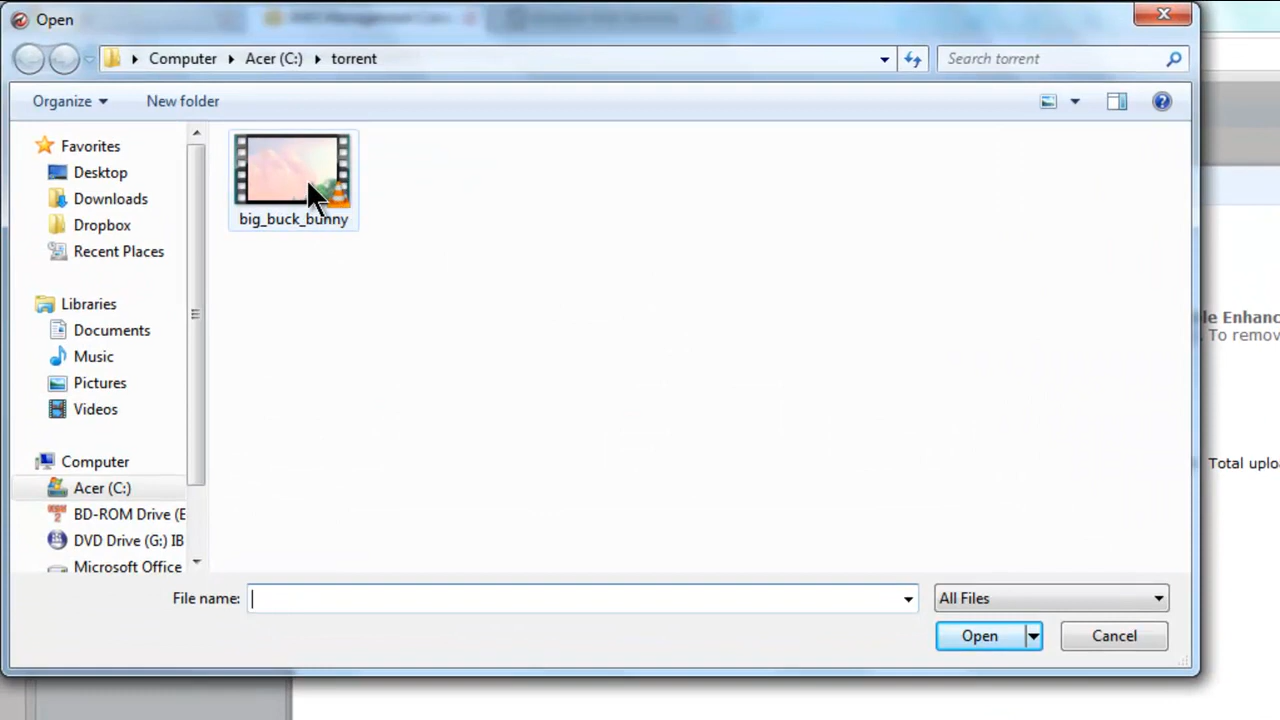 Open
Computer Acer (C:) torrent
Search torrent
Organize New folder
Favorites
Desktop
Downloads
Dropbox
Recent Places
Libraries
Documents
Music
Pictures
Videos
Computer
Acer (C:)
BD-ROM Drive (E
DVD Drive (G:) IB
Microsoft Office
big_buck_bunny
File name:
All Files
Open Cancel
le Enhanc
. To remov
Total uplo